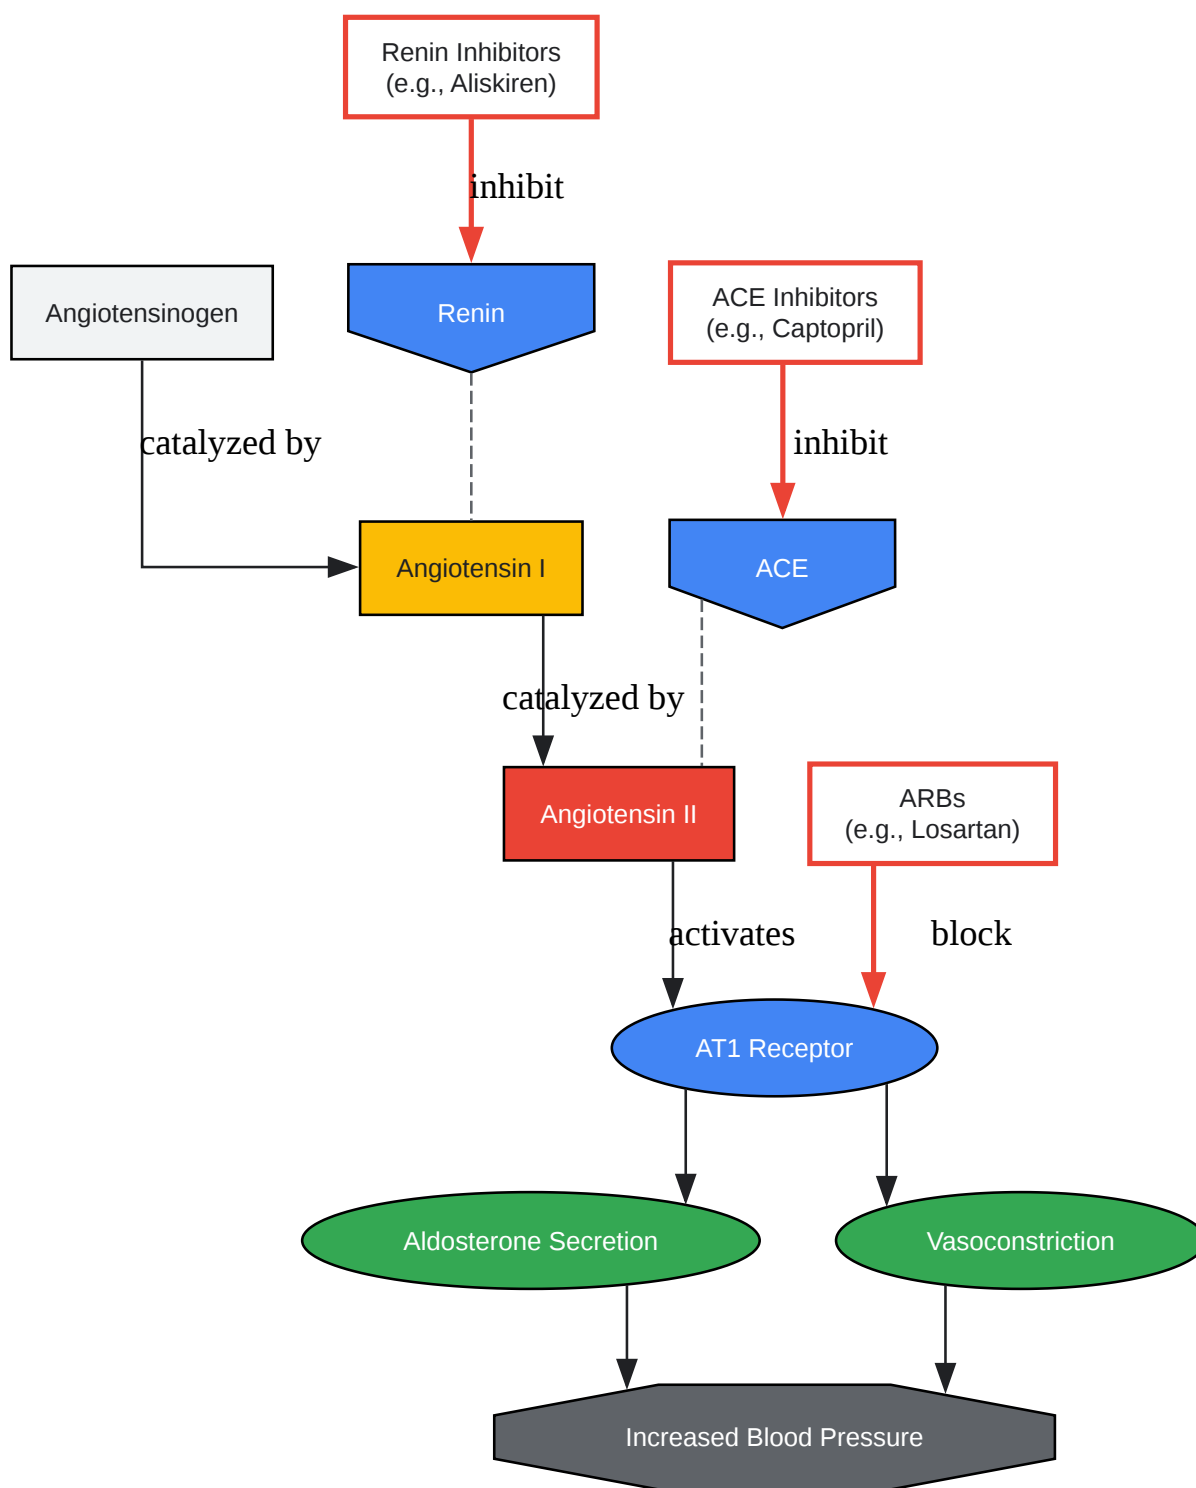 Renin Inhibitors
(e.g., Aliskiren)
inhibit
Angiotensinogen
Renin
ACE Inhibitors
(e.g., Captopril)
catalyzed by
inhibit
Angiotensin I
ACE
catalyzed by
Angiotensin II
ARBs
(e.g., Losartan)
activates
block
AT1 Receptor
Aldosterone Secretion
Vasoconstriction
Increased Blood Pressure